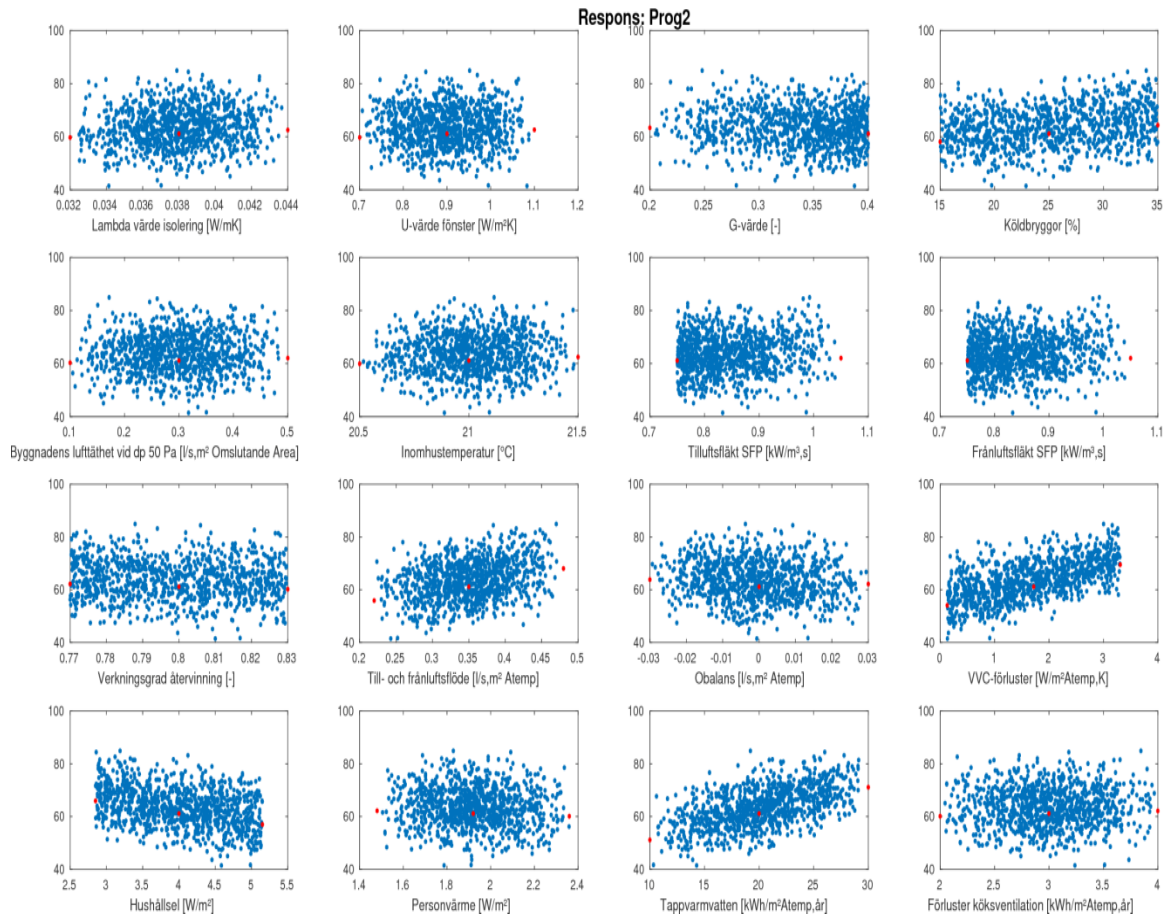 Respons: Prog2
100
80
60
40
0.032 0.034 0.036 0.038 0.04 0.042 0.044
Lambda värde isolering [W/mK]
100
80
60
40
0.7 0.8 0.9 1 1.1 1.2
U-värde fönster [W/m²K]
100
80
60
40
0.2 0.25 0.3 0.35 0.4
G-värde [-]
100
80
60
40
15 20 25 30 35
Köldbryggor [%]
100
80
60
40
0.1 0.2 0.3 0.4 0.5
Byggnadens lufttäthet vid dp 50 Pa [l/s,m² Omslutande Area]
100
80
60
40
20.5 21 21.5
Inomhustemperatur [°C]
100
80
60
40
0.7 0.8 0.9 1 1.1
Tilluftsfläkt SFP [kW/m³,s]
100
80
60
40
0.7 0.8 0.9 1 1.1
Frånluftsfläkt SFP [kW/m³,s]
100
80
60
40
0.77 0.78 0.79 0.8 0.81 0.82 0.83
Verkningsgrad återvinning [-]
100
80
60
40
0.2 0.25 0.3 0.35 0.4 0.45 0.5
Till- och frånluftsflöde [l/s,m² Atemp]
100
80
60
40
-0.03 -0.02 -0.01 0 0.01 0.02 0.03
Obalans [l/s,m² Atemp]
100
80
60
40
0 1 2 3 4
VVC-förluster [W/m²Atemp,K]
100
80
60
40
2.5 3 3.5 4 4.5 5 5.5
Hushållsel [W/m²]
100
80
60
40
1.4 1.6 1.8 2 2.2 2.4
Personvärme [W/m²]
100
80
60
40
10 15 20 25 30
Tappvarmvatten [kWh/m²Atemp,år]
100
80
60
40
2 2.5 3 3.5 4
Förluster köksventilation [kWh/m²Atemp,år]